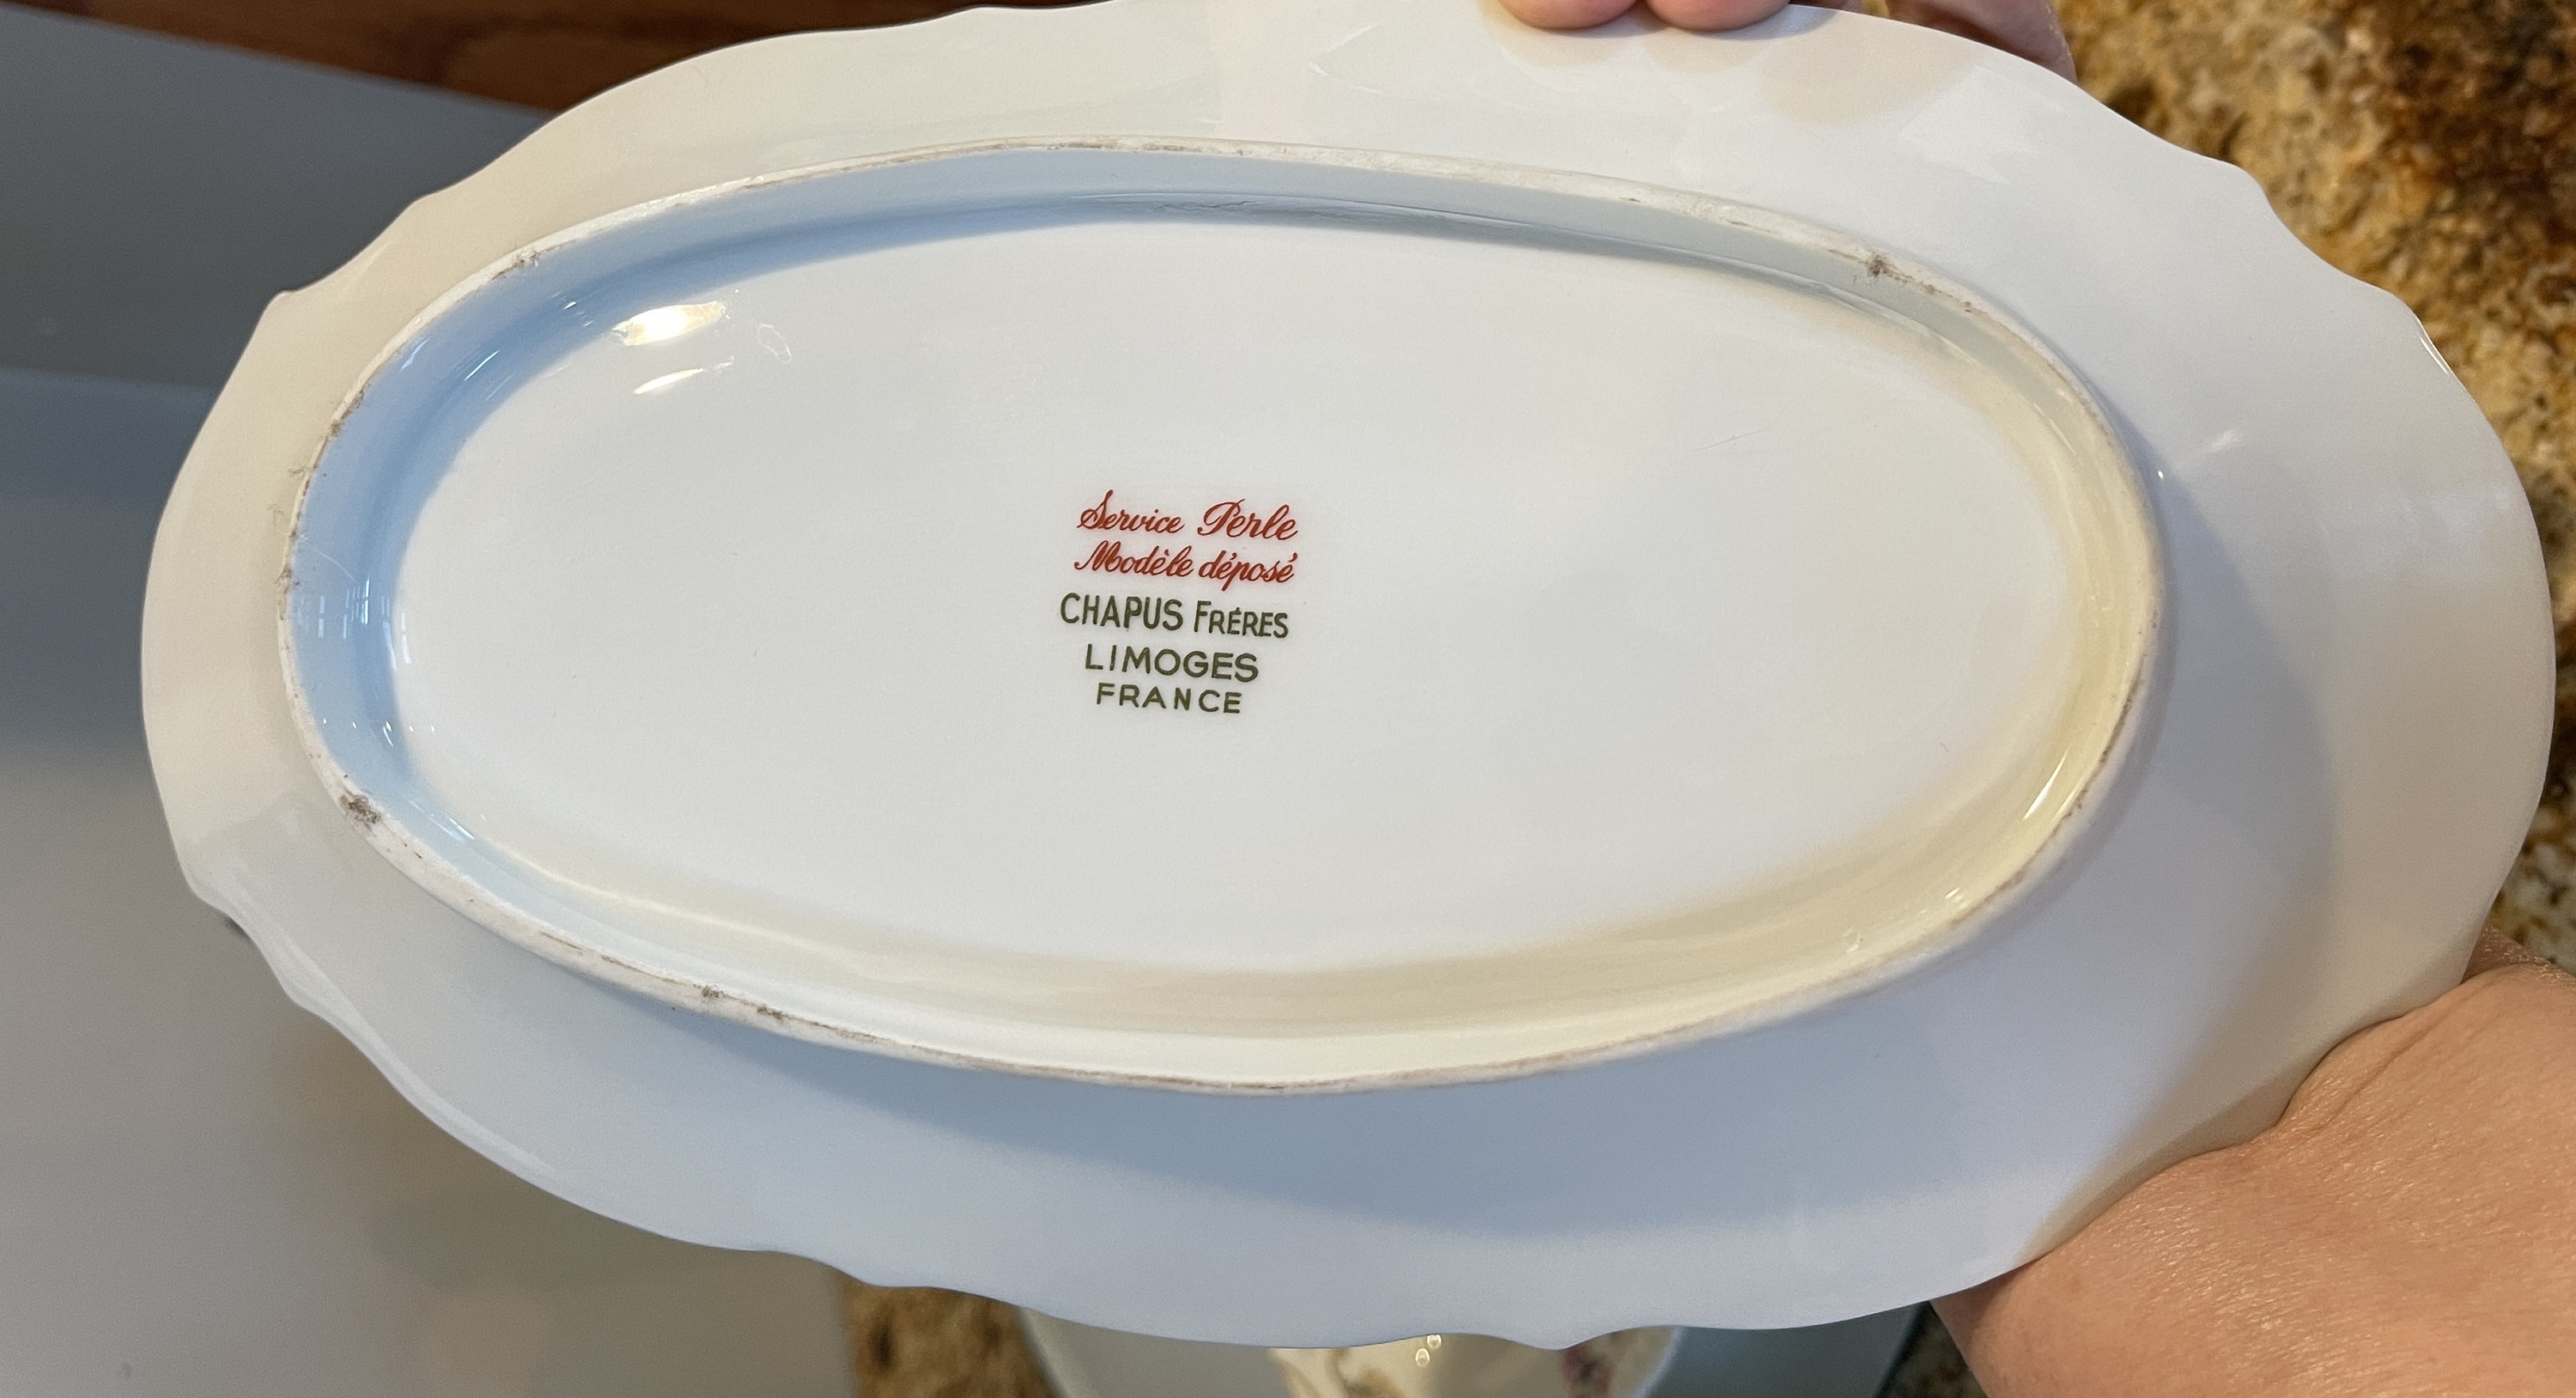 Service Perle
Modèle déposé
CHAPUS FRÉRES
LIMOGES
FRANCE